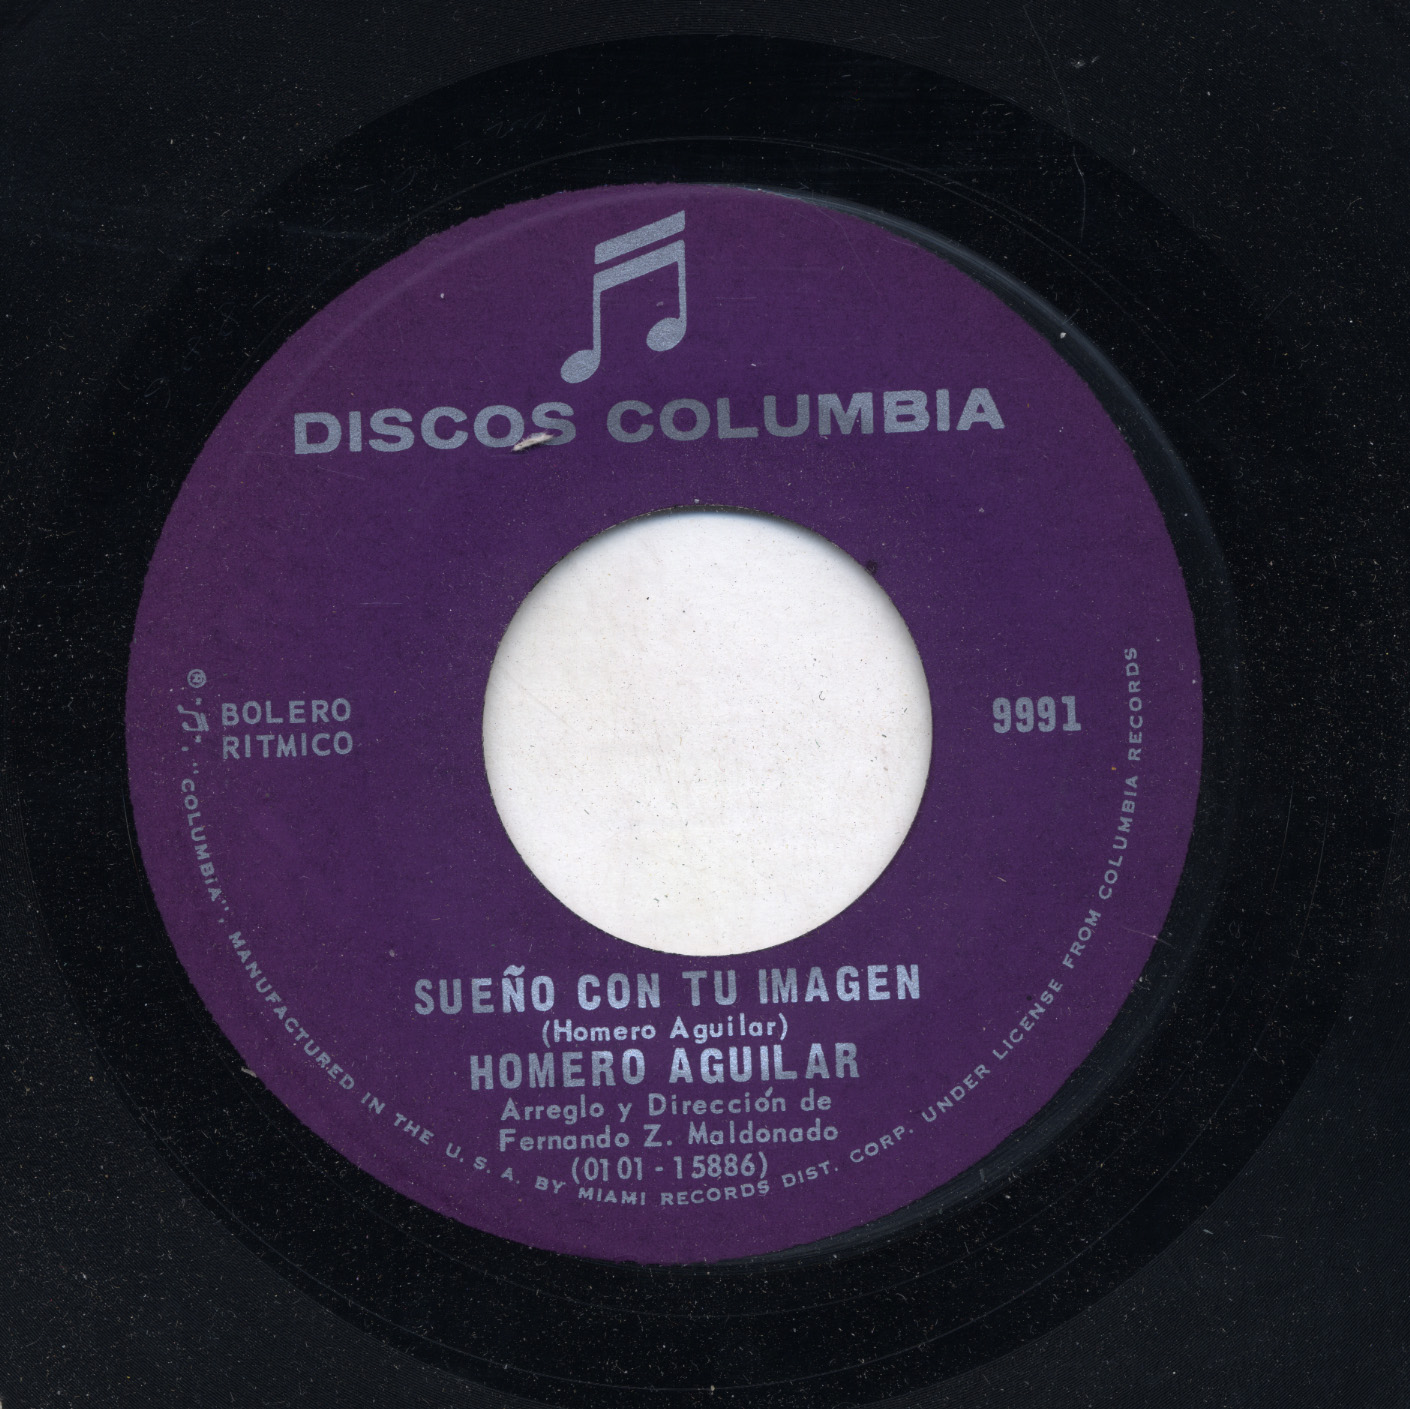 DISCOS COLUMBIA
BOLERO
RITMICO
9991
SUEÑO CON TU IMAGEN
(Homero Aguilar)
HOMERO AGUILAR
Arreglo y Dirección de
Fernando Z. Maldonado
(0101-15886)
® "♫", "COLUMBIA", MANUFACTURED IN THE U.S.A. BY MIAMI RECORDS DIST. CORP. UNDER LICENSE FROM COLUMBIA RECORDS